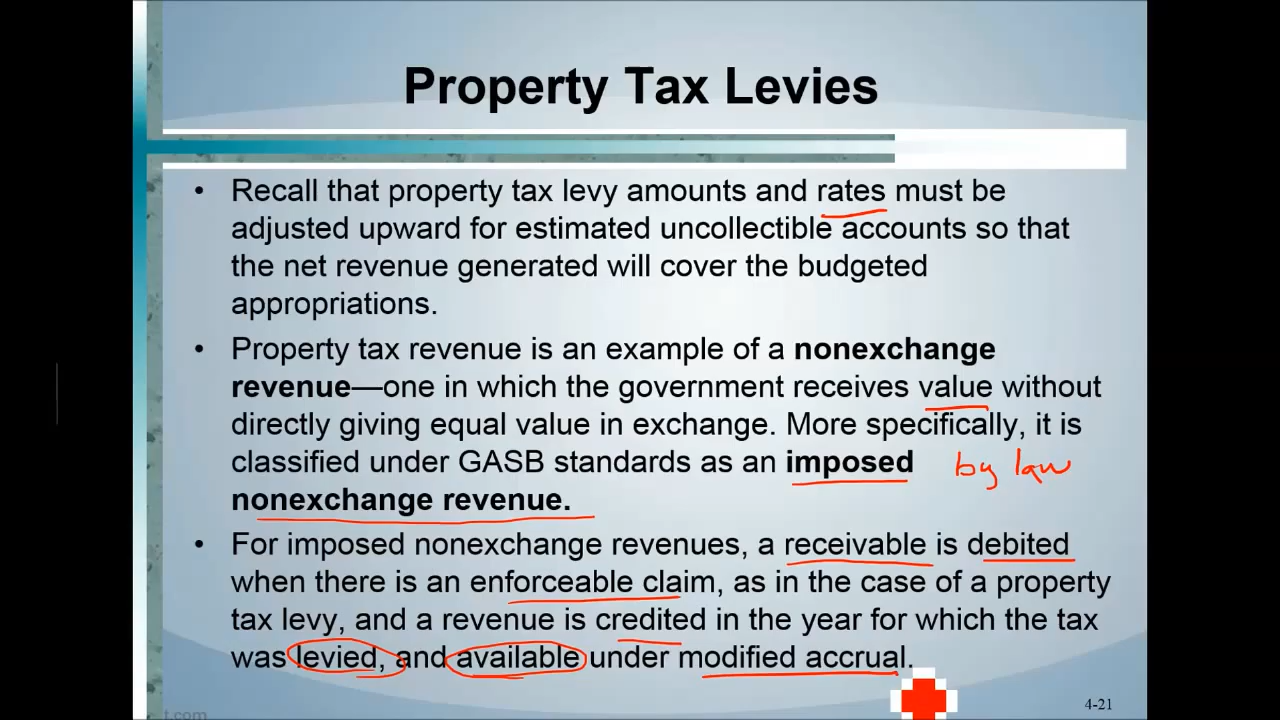 Property Tax Levies
• Recall that property tax levy amounts and rates must be
adjusted upward for estimated uncollectible accounts so that
the net revenue generated will cover the budgeted
appropriations.
• Property tax revenue is an example of a nonexchange
revenue—one in which the government receives value without
directly giving equal value in exchange. More specifically, it is
classified under GASB standards as an imposed by law
nonexchange revenue.
• For imposed nonexchange revenues, a receivable is debited
when there is an enforceable claim, as in the case of a property
tax levy, and a revenue is credited in the year for which the tax
was levied, and available under modified accrual.
4-21
t.com